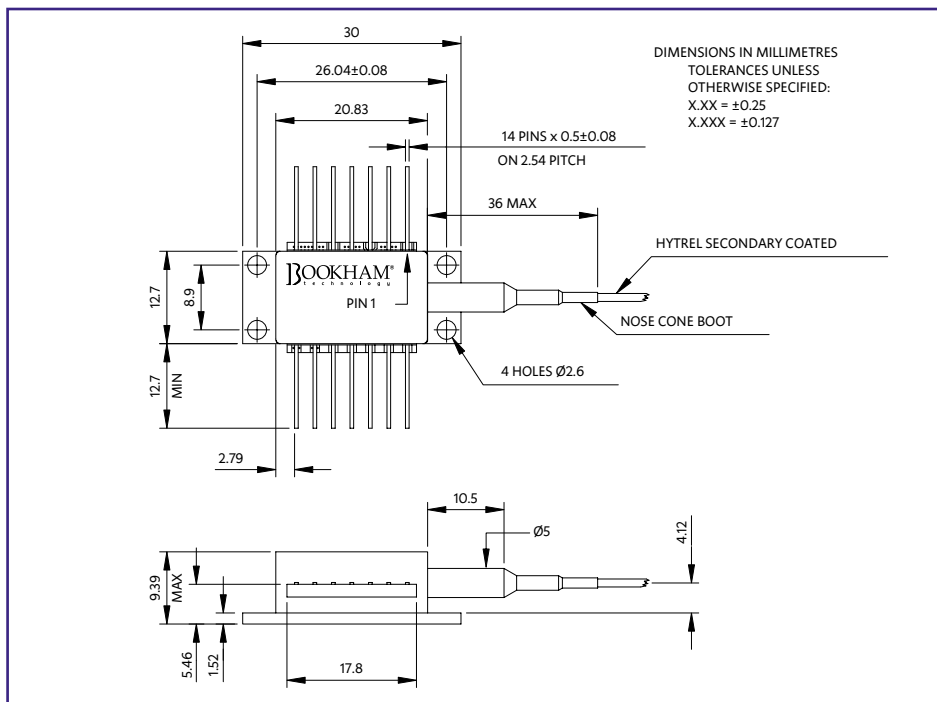 30
26.04±0.08
20.83
DIMENSIONS IN MILLIMETRES
TOLERANCES UNLESS
OTHERWISE SPECIFIED:
X.XX = ±0.25
X.XXX = ±0.127
14 PINS x 0.5±0.08
ON 2.54 PITCH
36 MAX
HYTREL SECONDARY COATED
BOOKHAM®
technology
PIN 1
12.7
8.9
NOSE CONE BOOT
4 HOLES Ø2.6
12.7
MIN
2.79
10.5
Ø5
4.12
9.39
MAX
5.46
1.52
17.8